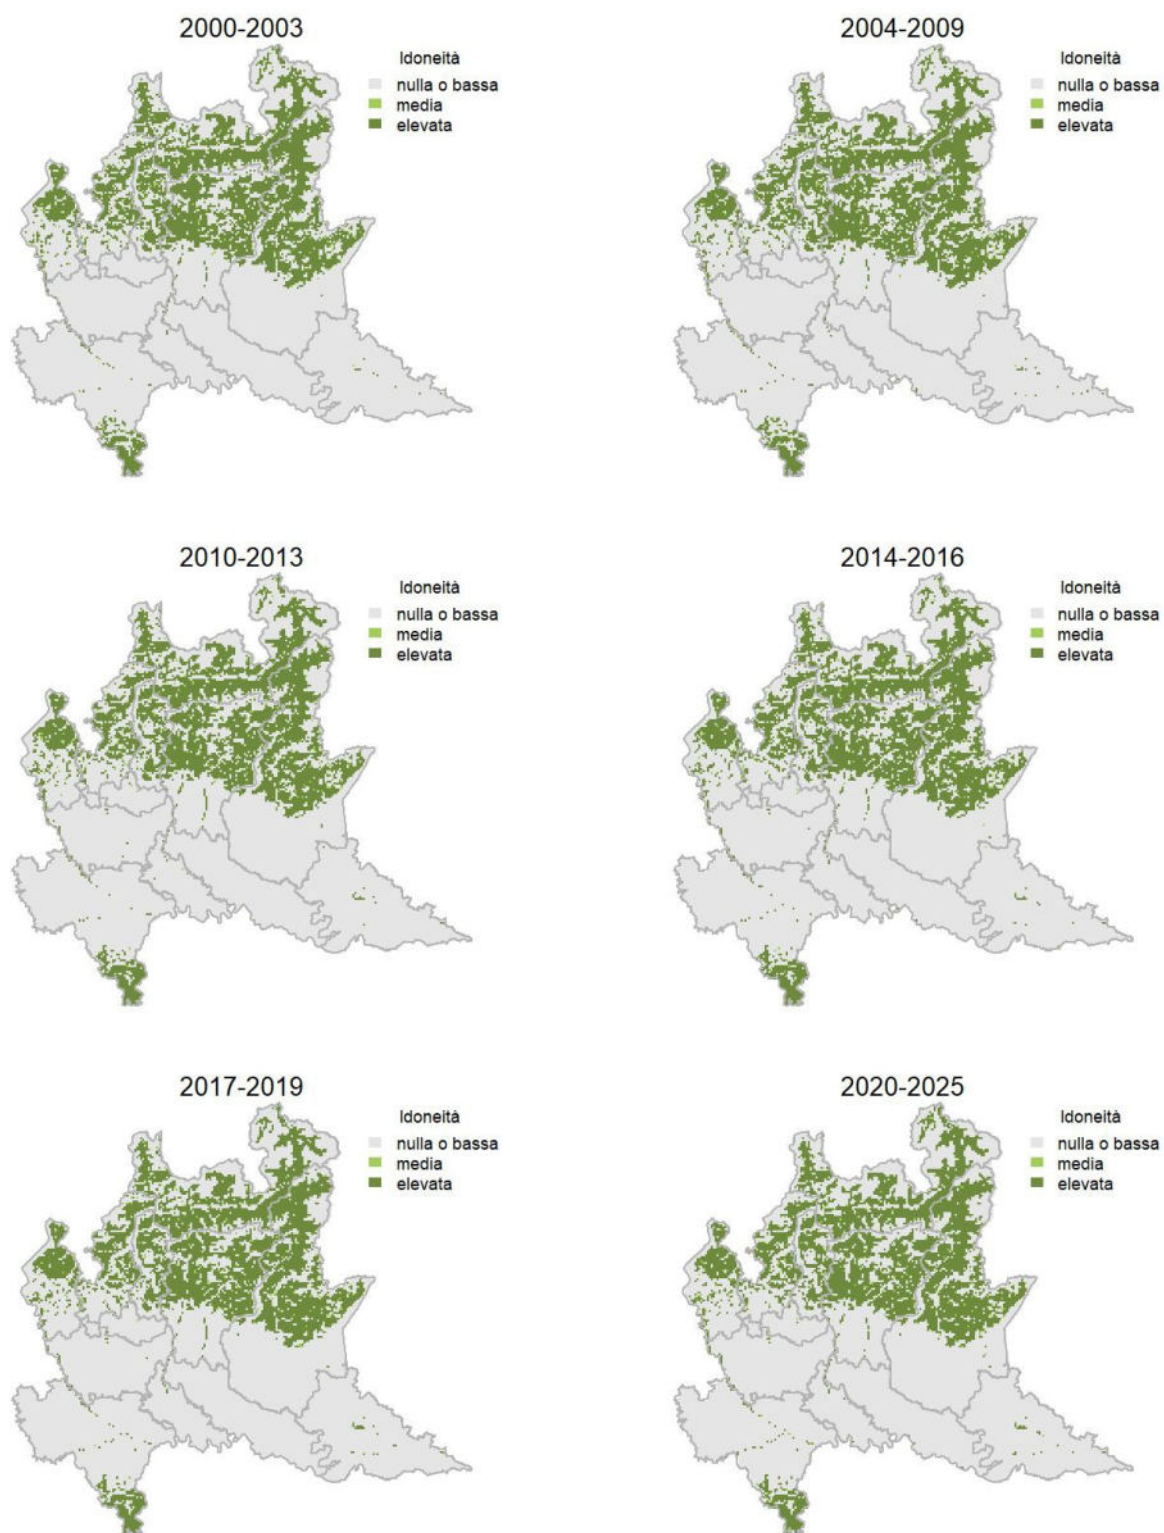 2000-2003
Idoneità
nulla o bassa
media
elevata
2004-2009
Idoneità
nulla o bassa
media
elevata
2010-2013
Idoneità
nulla o bassa
media
elevata
2014-2016
Idoneità
nulla o bassa
media
elevata
2017-2019
Idoneità
nulla o bassa
media
elevata
2020-2025
Idoneità
nulla o bassa
media
elevata